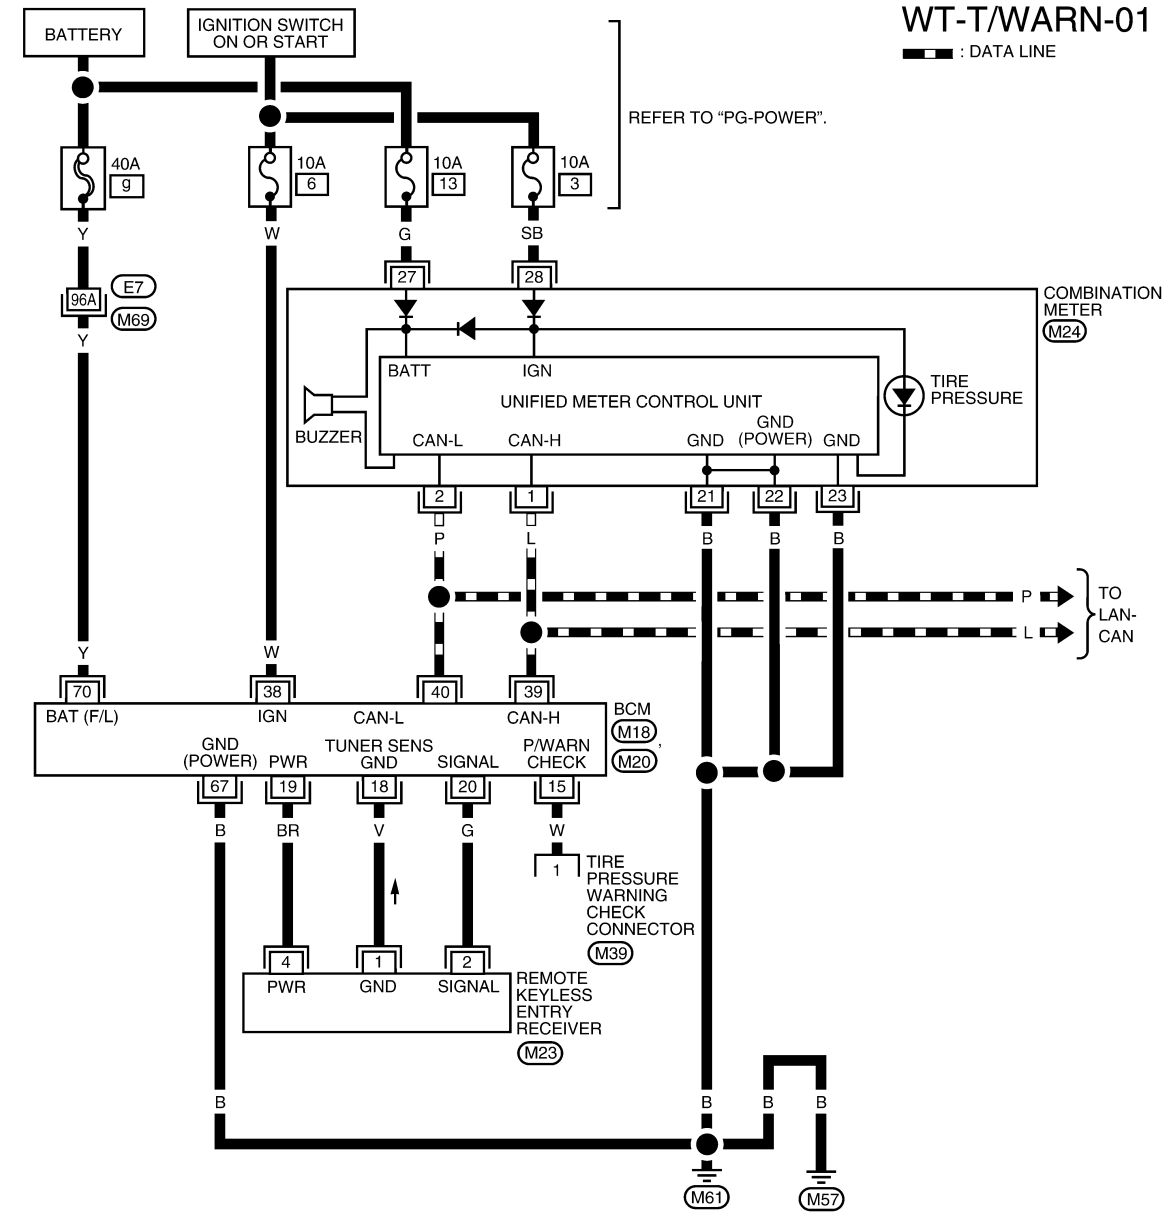 WT-T/WARN-01
: DATA LINE
BATTERY
IGNITION SWITCH
ON OR START
REFER TO “PG-POWER”.
40A
g
10A
6
10A
13
10A
3
Y
W
G
SB
96A
E7
M69
Y
27
28
COMBINATION
METER
M24
BATT
IGN
UNIFIED METER CONTROL UNIT
TIRE
PRESSURE
BUZZER
CAN-L
CAN-H
GND
GND
(POWER)
GND
2
1
21
22
23
P
L
B
B
B
P
L
TO
LAN-
CAN
Y
W
70
38
40
39
BAT (F/L)
IGN
CAN-L
CAN-H
BCM
M18
,
M20
GND
(POWER)
PWR
TUNER SENS
GND
SIGNAL
P/WARN
CHECK
67
19
18
20
15
B
BR
V
G
W
1
TIRE
PRESSURE
WARNING
CHECK
CONNECTOR
M39
4
1
2
PWR
GND
SIGNAL
REMOTE
KEYLESS
ENTRY
RECEIVER
M23
B
B
B
B
M61
M57